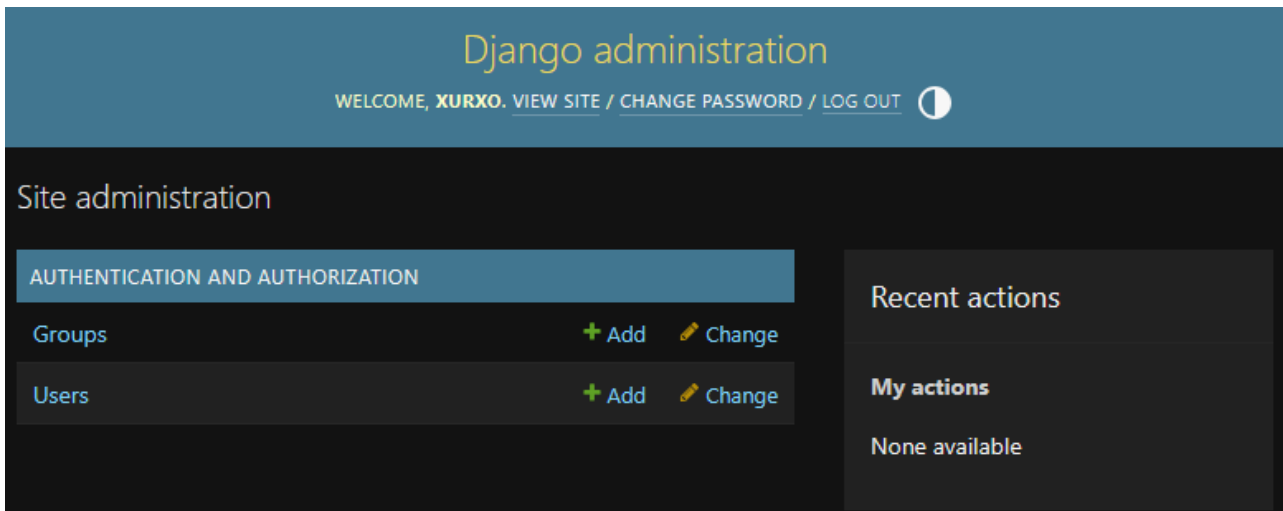 Django administration
WELCOME, XURXO. VIEW SITE / CHANGE PASSWORD / LOG OUT
Site administration
AUTHENTICATION AND AUTHORIZATION
Groups + Add Change
Users + Add Change
Recent actions
My actions
None available